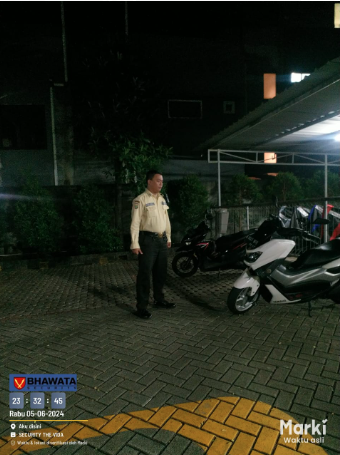 BHAWATA
23 : 32 : 45
Rabu 05-06-2024
Aku disini
SECURITY THE VIDA
Marki
Waktu asli